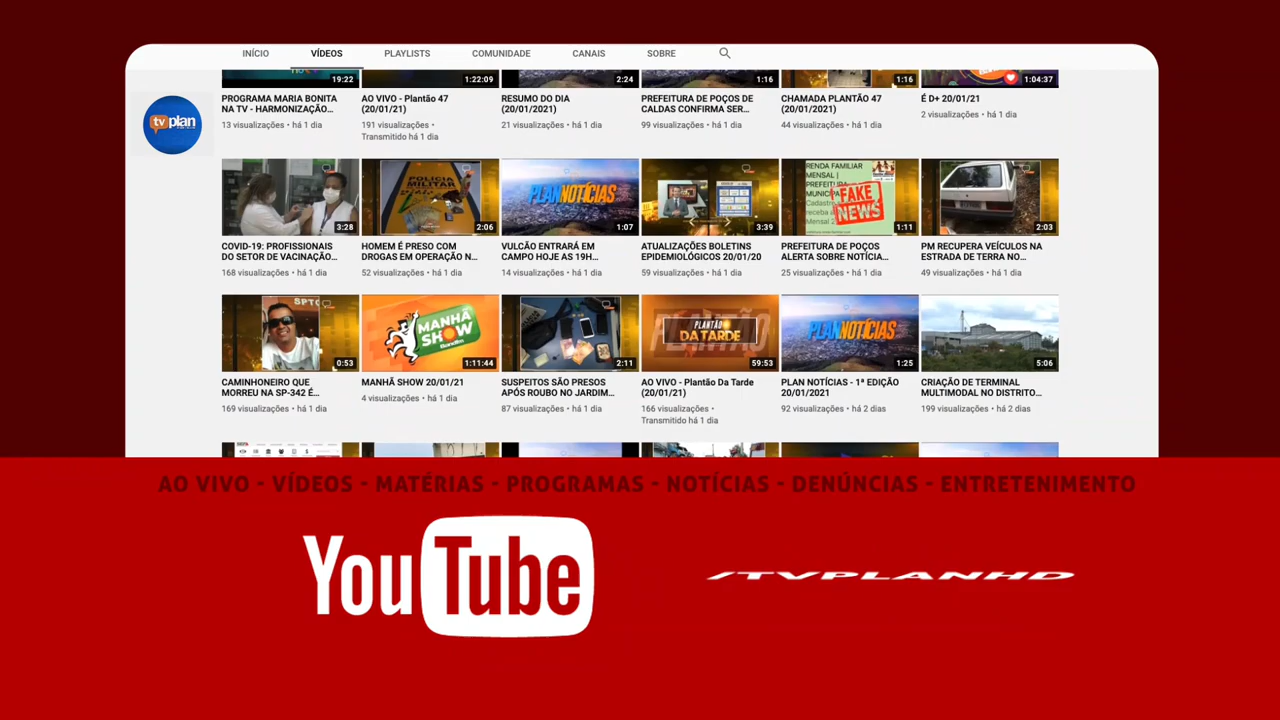 INÍCIO VÍDEOS PLAYLISTS COMUNIDADE CANAIS SOBRE
19:22 1:22:09 2:24 1:16 1:16 1:04:37
PROGRAMA MARIA BONITA
NA TV - HARMONIZAÇÃO...
13 visualizações • há 1 dia
AO VIVO - Plantão 47
(20/01/21)
191 visualizações •
Transmitido há 1 dia
RESUMO DO DIA
(20/01/2021)
21 visualizações • há 1 dia
PREFEITURA DE POÇOS DE
CALDAS CONFIRMA SER...
99 visualizações • há 1 dia
CHAMADA PLANTÃO 47
(20/01/21)
44 visualizações • há 1 dia
É D+ 20/01/21
2 visualizações • há 1 dia
tv plan
3:28
COVID-19: PROFISSIONAIS
DO SETOR DE VACINAÇÃO...
168 visualizações • há 1 dia
POLÍCIA
MILITAR
2:06
HOMEM É PRESO COM
DROGAS EM OPERAÇÃO N...
52 visualizações • há 1 dia
PLANNOTÍCIAS
1:07
VULCÃO ENTRARÁ EM
CAMPO HOJE AS 19H...
14 visualizações • há 1 dia
3:39
ATUALIZAÇÕES BOLETINS
EPIDEMIOLÓGICOS 20/01/20
59 visualizações • há 1 dia
RENDA FAMILIAR
MENSAL |
FAKE
NEWS
1:11
PREFEITURA DE POÇOS
ALERTA SOBRE NOTÍCIA...
25 visualizações • há 1 dia
2:03
PM RECUPERA VEÍCULOS NA
ESTRADA DE TERRA NO...
49 visualizações • há 1 dia
0:53
CAMINHONEIRO QUE
MORREU NA SP-342 É...
169 visualizações • há 1 dia
MANHÃ
SHOW
Bandfm
1:11:44
MANHÃ SHOW 20/01/21
4 visualizações • há 1 dia
2:11
SUSPEITOS SÃO PRESOS
APÓS ROUBO NO JARDIM...
87 visualizações • há 1 dia
PLANTÃO
DA TARDE
59:53
AO VIVO - Plantão Da Tarde
(20/01/21)
166 visualizações •
Transmitido há 1 dia
PLANNOTÍCIAS
1:25
PLAN NOTÍCIAS - 1ª EDIÇÃO
20/01/2021
92 visualizações • há 2 dias
5:06
CRIAÇÃO DE TERMINAL
MULTIMODAL NO DISTRITO...
199 visualizações • há 2 dias
AO VIVO - VÍDEOS - MATÉRIAS - PROGRAMAS - NOTÍCIAS - DENÚNCIAS - ENTRETENIMENTO
YouTube
/TVPLANHD